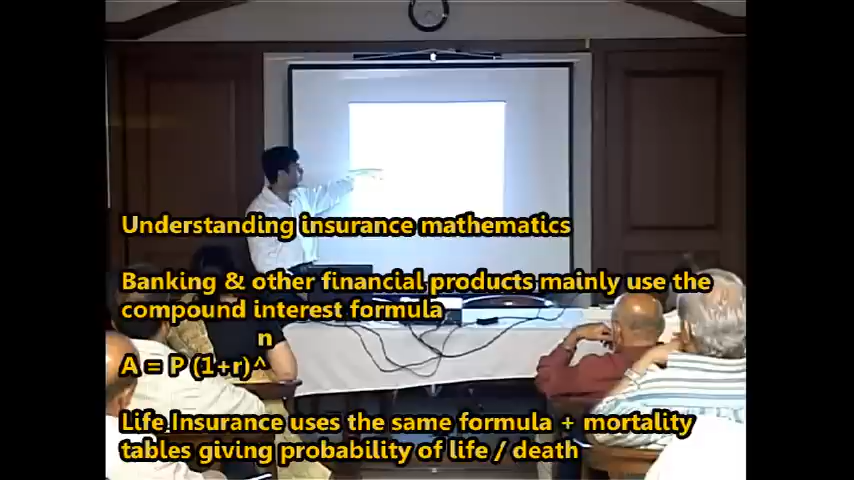 Understanding insurance mathematics
Banking & other financial products mainly use the
compound interest formula
n
A = P (1+r)^
Life Insurance uses the same formula + mortality
tables giving probability of life / death